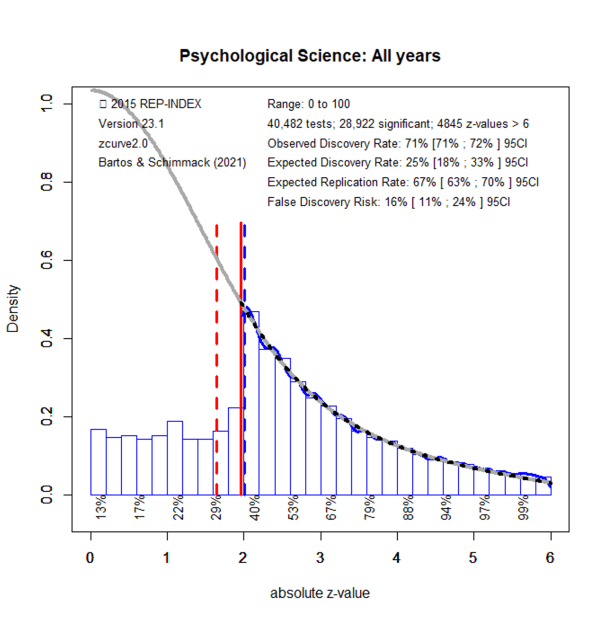 Psychological Science: All years
2015 REP-INDEX
Version 23.1
zcurve2.0
Bartos & Schimmack (2021)
Range: 0 to 100
40,482 tests; 28,922 significant; 4845 z-values > 6
Observed Discovery Rate: 71% [71% ; 72% ] 95CI
Expected Discovery Rate: 25% [18% ; 33% ] 95CI
Expected Replication Rate: 67% [ 63% ; 70% ] 95CI
False Discovery Risk: 16% [ 11% ; 24% ] 95CI
Density
1.0
0.8
0.6
0.4
0.2
0.0
13% 17% 22% 29% 40% 53% 67% 79% 88% 94% 97% 99%
0 1 2 3 4 5 6
absolute z-value